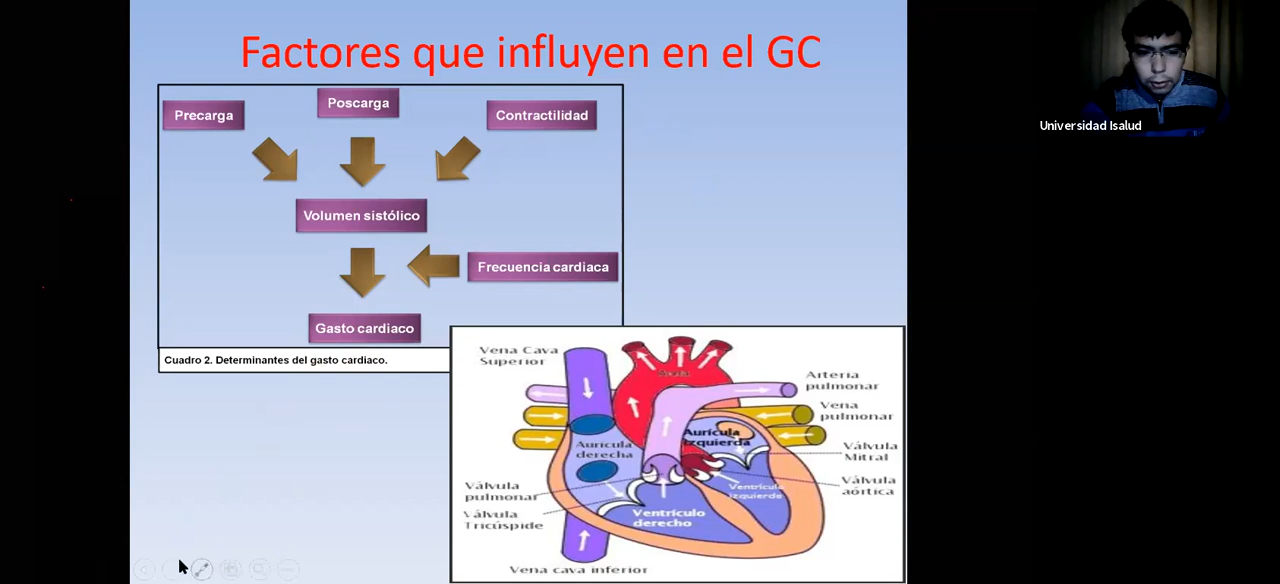 Factores que influyen en el GC
Precarga
Poscarga
Contractilidad
Volumen sistólico
Frecuencia cardiaca
Gasto cardiaco
Cuadro 2. Determinantes del gasto cardiaco.
Universidad Isalud
Vena Cava
Superior
Aorta
Arteria
pulmonar
Vena
pulmonar
Aurícula
izquierda
Aurícula
derecha
Válvula
Mitral
Válvula
aórtica
Válvula
pulmonar
Válvula
Tricúspide
Ventrículo
izquierdo
Ventrículo
derecho
Vena cava inferior